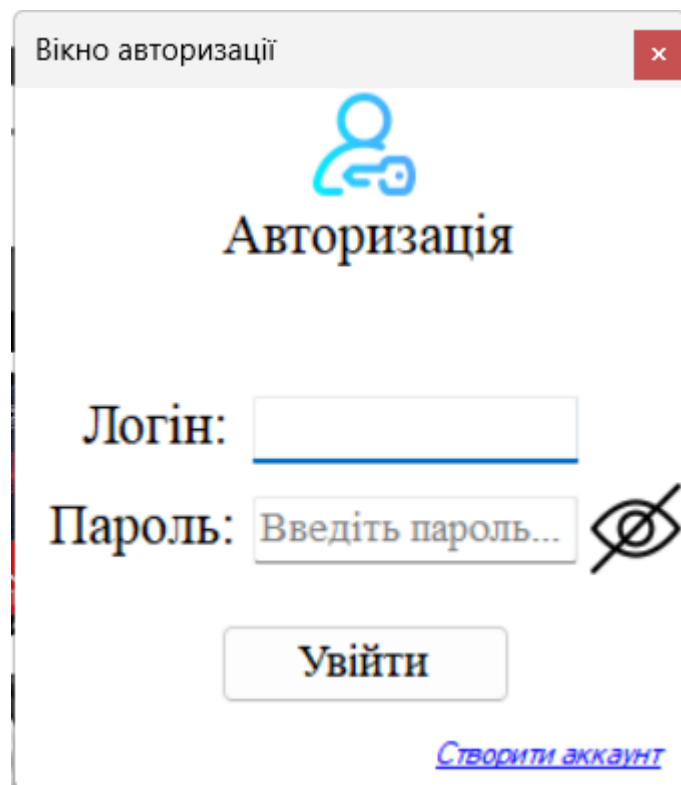 Вікно авторизації
Авторизація
Логін:
Пароль: Введіть пароль...
Увійти
Створити аккаунт